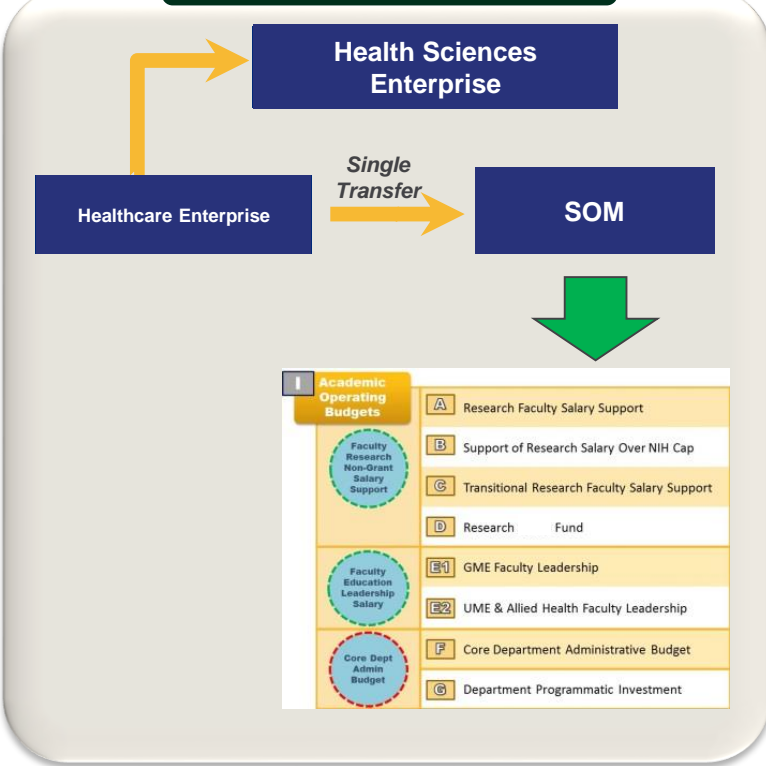 Health Sciences
Enterprise
Single
Transfer
Healthcare Enterprise
SOM
I
Academic
Operating
Budgets
Faculty
Research
Non-Grant
Salary
Support
A Research Faculty Salary Support
B Support of Research Salary Over NIH Cap
C Transitional Research Faculty Salary Support
D Research Fund
Faculty
Education
Leadership
Salary
E1 GME Faculty Leadership
E2 UME & Allied Health Faculty Leadership
Core Dept
Admin
Budget
F Core Department Administrative Budget
G Department Programmatic Investment